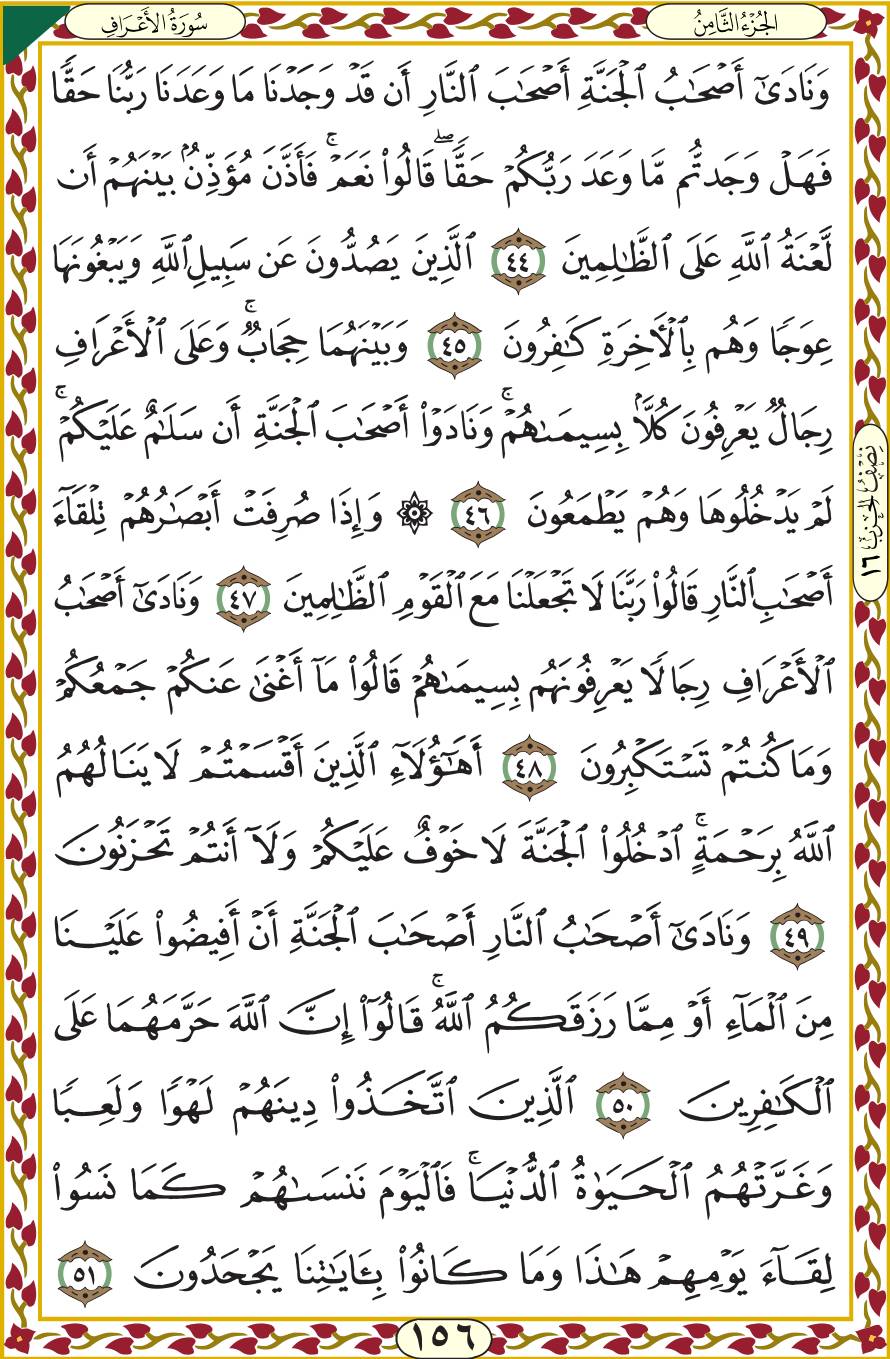 الجُزْءُ الثَّامِنُ
سُورَةُ الأَعْرَافِ
وَنَادَىٰٓ أَصْحَٰبُ ٱلْجَنَّةِ أَصْحَٰبَ ٱلنَّارِ أَن قَدْ وَجَدْنَا مَا وَعَدَنَا رَبُّنَا حَقًّا
فَهَلْ وَجَدتُّم مَّا وَعَدَ رَبُّكُمْ حَقًّا ۖ قَالُوا۟ نَعَمْ ۚ فَأَذَّنَ مُؤَذِّنٌۢ بَيْنَهُمْ أَن
لَّعْنَةُ ٱللَّهِ عَلَى ٱلظَّٰلِمِينَ ٤٤ ٱلَّذِينَ يَصُدُّونَ عَن سَبِيلِ ٱللَّهِ وَيَبْغُونَهَا
عِوَجًا وَهُم بِٱلْـَٔاخِرَةِ كَٰفِرُونَ ٤٥ وَبَيْنَهُمَا حِجَابٌ ۚ وَعَلَى ٱلْأَعْرَافِ
رِجَالٌ يَعْرِفُونَ كُلًّۢا بِسِيمَىٰهُمْ ۚ وَنَادَوْا۟ أَصْحَٰبَ ٱلْجَنَّةِ أَن سَلَٰمٌ عَلَيْكُمْ ۚ
لَمْ يَدْخُلُوهَا وَهُمْ يَطْمَعُونَ ٤٦ ۞ وَإِذَا صُرِفَتْ أَبْصَٰرُهُمْ تِلْقَآءَ
أَصْحَٰبِ ٱلنَّارِ قَالُوا۟ رَبَّنَا لَا تَجْعَلْنَا مَعَ ٱلْقَوْمِ ٱلظَّٰلِمِينَ ٤٧ وَنَادَىٰٓ أَصْحَٰبُ
ٱلْأَعْرَافِ رِجَالًا يَعْرِفُونَهُم بِسِيمَىٰهُمْ قَالُوا۟ مَآ أَغْنَىٰ عَنكُمْ جَمْعُكُمْ
وَمَا كُنتُمْ تَسْتَكْبِرُونَ ٤٨ أَهَٰٓؤُلَآءِ ٱلَّذِينَ أَقْسَمْتُمْ لَا يَنَالُهُمُ
ٱللَّهُ بِرَحْمَةٍ ۚ ٱدْخُلُوا۟ ٱلْجَنَّةَ لَا خَوْفٌ عَلَيْكُمْ وَلَآ أَنتُمْ تَحْزَنُونَ
٤٩ وَنَادَىٰٓ أَصْحَٰبُ ٱلنَّارِ أَصْحَٰبَ ٱلْجَنَّةِ أَنْ أَفِيضُوا۟ عَلَيْنَا
مِنَ ٱلْمَآءِ أَوْ مِمَّا رَزَقَكُمُ ٱللَّهُ ۚ قَالُوٓا۟ إِنَّ ٱللَّهَ حَرَّمَهُمَا عَلَى
ٱلْكَٰفِرِينَ ٥٠ ٱلَّذِينَ ٱتَّخَذُوا۟ دِينَهُمْ لَهْوًا وَلَعِبًا
وَغَرَّتْهُمُ ٱلْحَيَوٰةُ ٱلدُّنْيَا ۚ فَٱلْيَوْمَ نَنسَىٰهُمْ كَمَا نَسُوا۟
لِقَآءَ يَوْمِهِمْ هَٰذَا وَمَا كَانُوا۟ بِـَٔايَٰتِنَا يَجْحَدُونَ ٥١
نِصْفُ الحِزْبِ ١٦
١٥٦